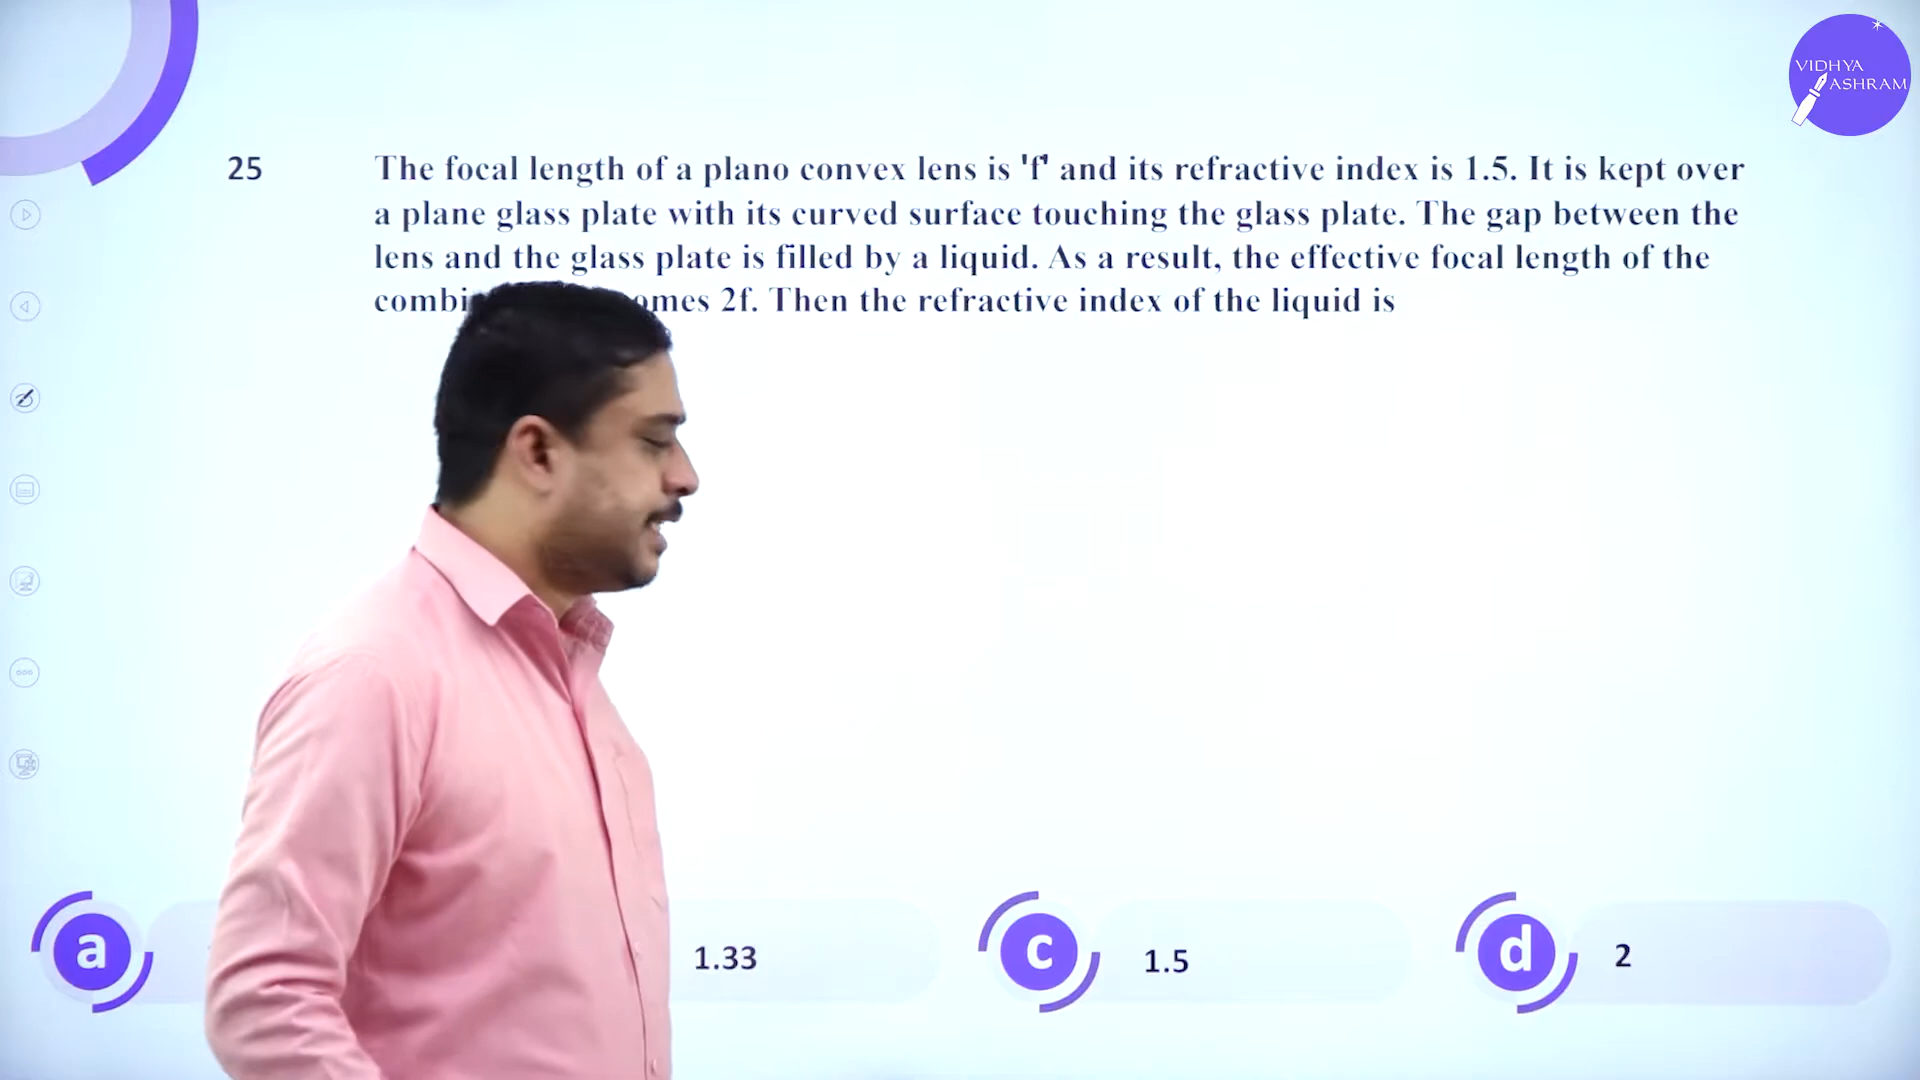 VIDHYA
ASHRAM
25 The focal length of a plano convex lens is 'f' and its refractive index is 1.5. It is kept over
a plane glass plate with its curved surface touching the glass plate. The gap between the
lens and the glass plate is filled by a liquid. As a result, the effective focal length of the
2f. Then the refractive index of the liquid is
a
1.33
c 1.5
d 2